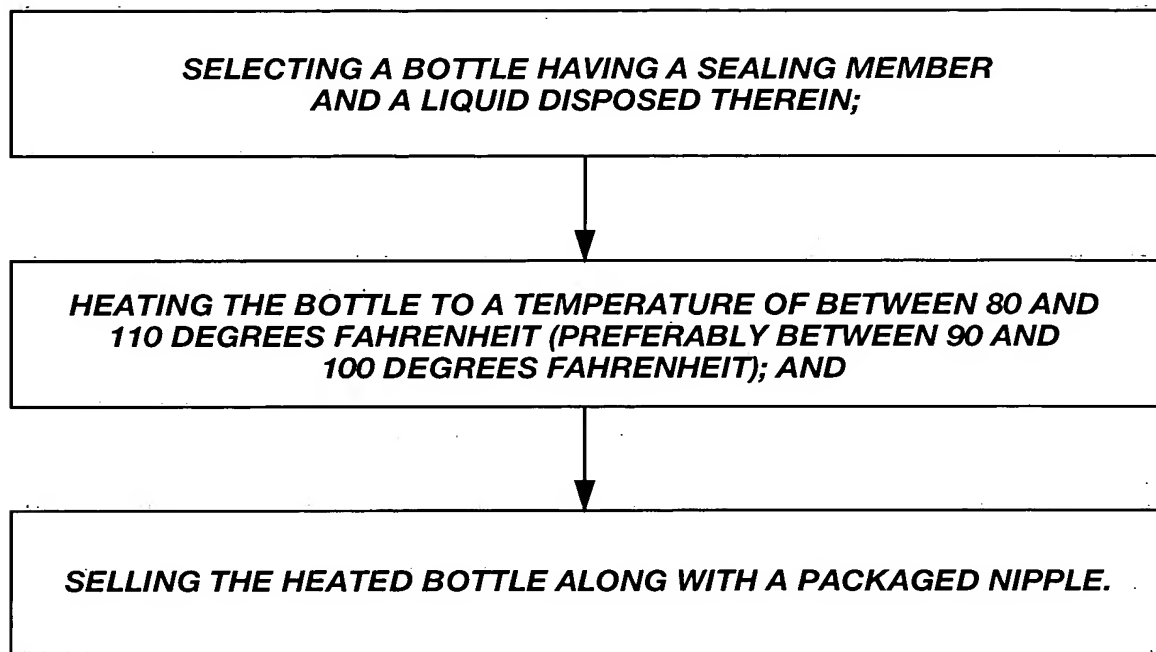 SELECTING A BOTTLE HAVING A SEALING MEMBER
AND A LIQUID DISPOSED THEREIN;
HEATING THE BOTTLE TO A TEMPERATURE OF BETWEEN 80 AND
110 DEGREES FAHRENHEIT (PREFERABLY BETWEEN 90 AND
100 DEGREES FAHRENHEIT); AND
SELLING THE HEATED BOTTLE ALONG WITH A PACKAGED NIPPLE.